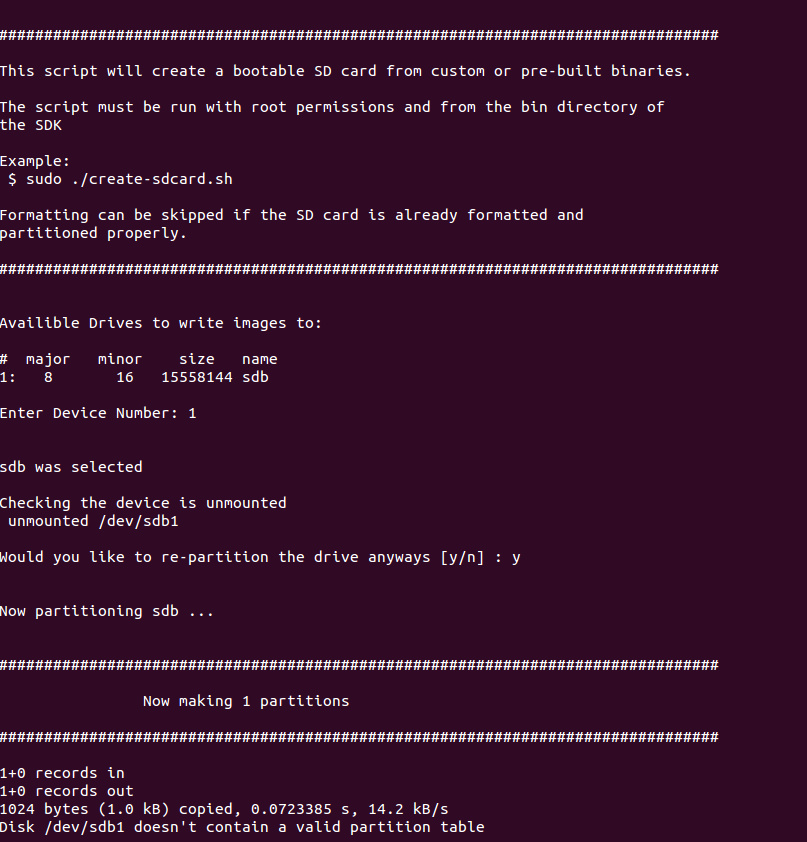 ################################################################################
This script will create a bootable SD card from custom or pre-built binaries.
The script must be run with root permissions and from the bin directory of
the SDK
Example:
$ sudo ./create-sdcard.sh
Formatting can be skipped if the SD card is already formatted and
partitioned properly.
################################################################################
Availible Drives to write images to:
#  major   minor    size   name
1:   8       16   15558144 sdb
Enter Device Number: 1
sdb was selected
Checking the device is unmounted
unmounted /dev/sdb1
Would you like to re-partition the drive anyways [y/n] : y
Now partitioning sdb ...
################################################################################
Now making 1 partitions
################################################################################
1+0 records in
1+0 records out
1024 bytes (1.0 kB) copied, 0.0723385 s, 14.2 kB/s
Disk /dev/sdb1 doesn't contain a valid partition table